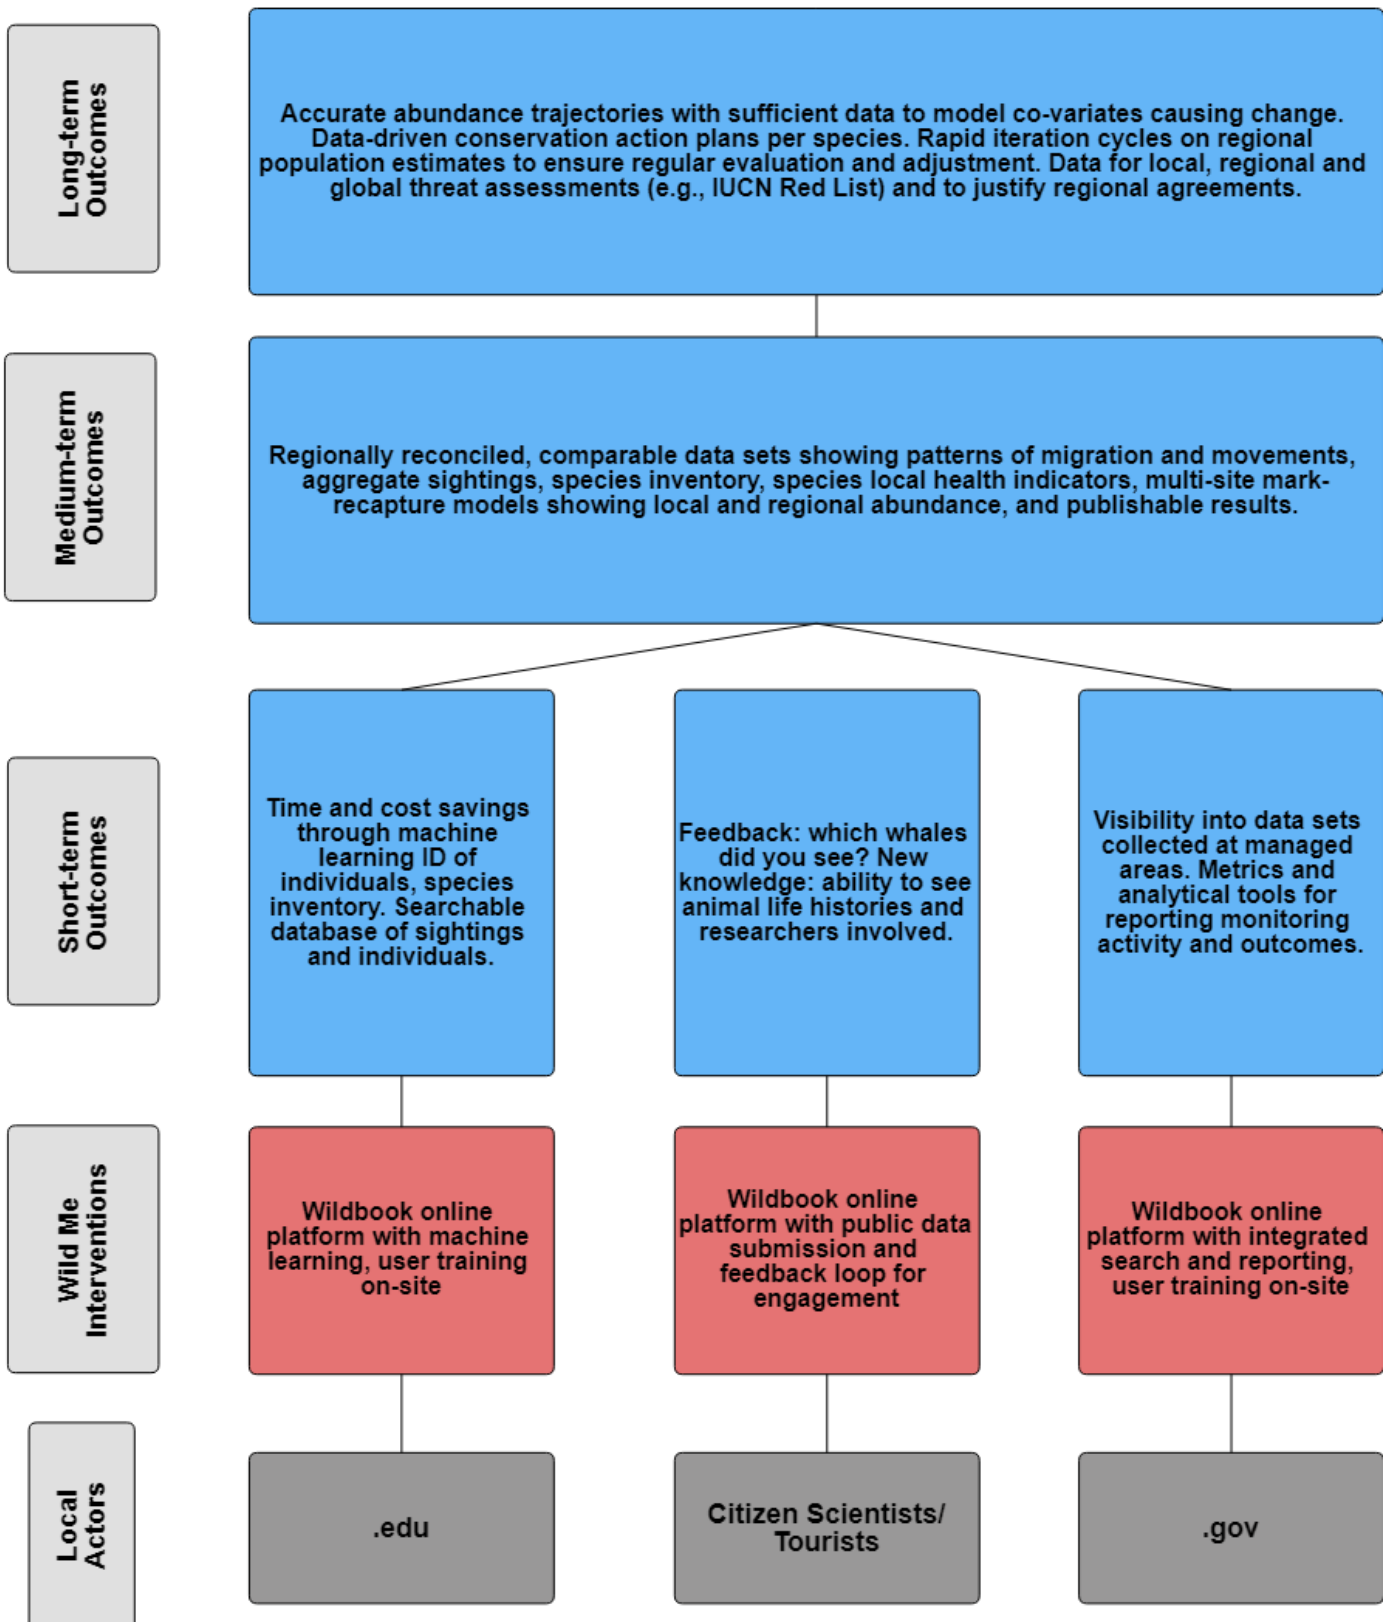 Long-term
Outcomes
Accurate abundance trajectories with sufficient data to model co-variates causing change.
Data-driven conservation action plans per species. Rapid iteration cycles on regional
population estimates to ensure regular evaluation and adjustment. Data for local, regional and
global threat assessments (e.g., IUCN Red List) and to justify regional agreements.
Medium-term
Outcomes
Regionally reconciled, comparable data sets showing patterns of migration and movements,
aggregate sightings, species inventory, species local health indicators, multi-site mark-
recapture models showing local and regional abundance, and publishable results.
Short-term
Outcomes
Time and cost savings
through machine
learning ID of
individuals, species
inventory. Searchable
database of sightings
and individuals.
Feedback: which whales
did you see? New
knowledge: ability to see
animal life histories and
researchers involved.
Visibility into data sets
collected at managed
areas. Metrics and
analytical tools for
reporting monitoring
activity and outcomes.
Wild Me
Interventions
Wildbook online
platform with machine
learning, user training
on-site
Wildbook online
platform with public data
submission and
feedback loop for
engagement
Wildbook online
platform with integrated
search and reporting,
user training on-site
Local
Actors
.edu
Citizen Scientists/
Tourists
.gov